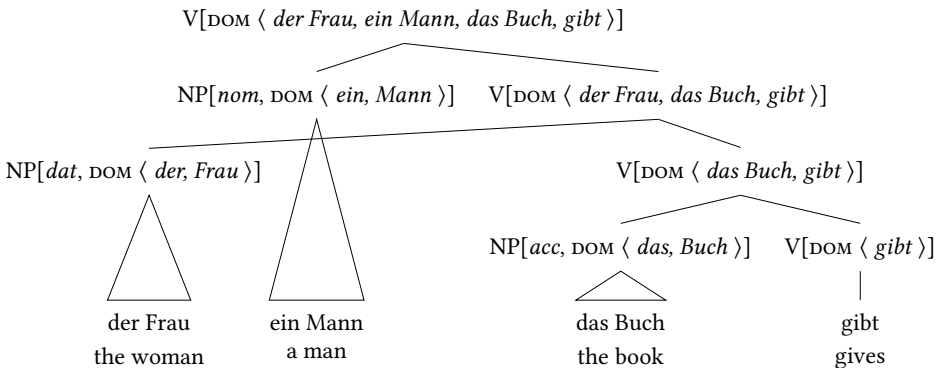 V[DOM ⟨ der Frau, ein Mann, das Buch, gibt ⟩]
NP[nom, DOM ⟨ ein, Mann ⟩] V[DOM ⟨ der Frau, das Buch, gibt ⟩]
NP[dat, DOM ⟨ der, Frau ⟩] V[DOM ⟨ das Buch, gibt ⟩]
NP[acc, DOM ⟨ das, Buch ⟩] V[DOM ⟨ gibt ⟩]
der Frau ein Mann das Buch gibt
the woman a man the book gives